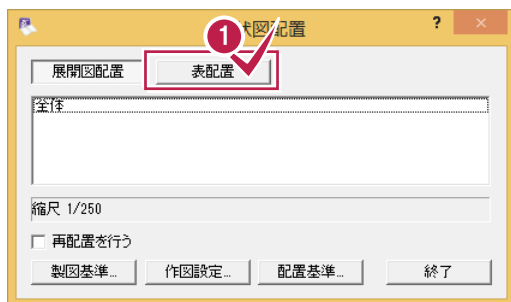 1
状図配置 ? ×
展開図配置 表配置
全体
縮尺 1/250
再配置を行う
製図基準... 作図設定... 配置基準... 終了